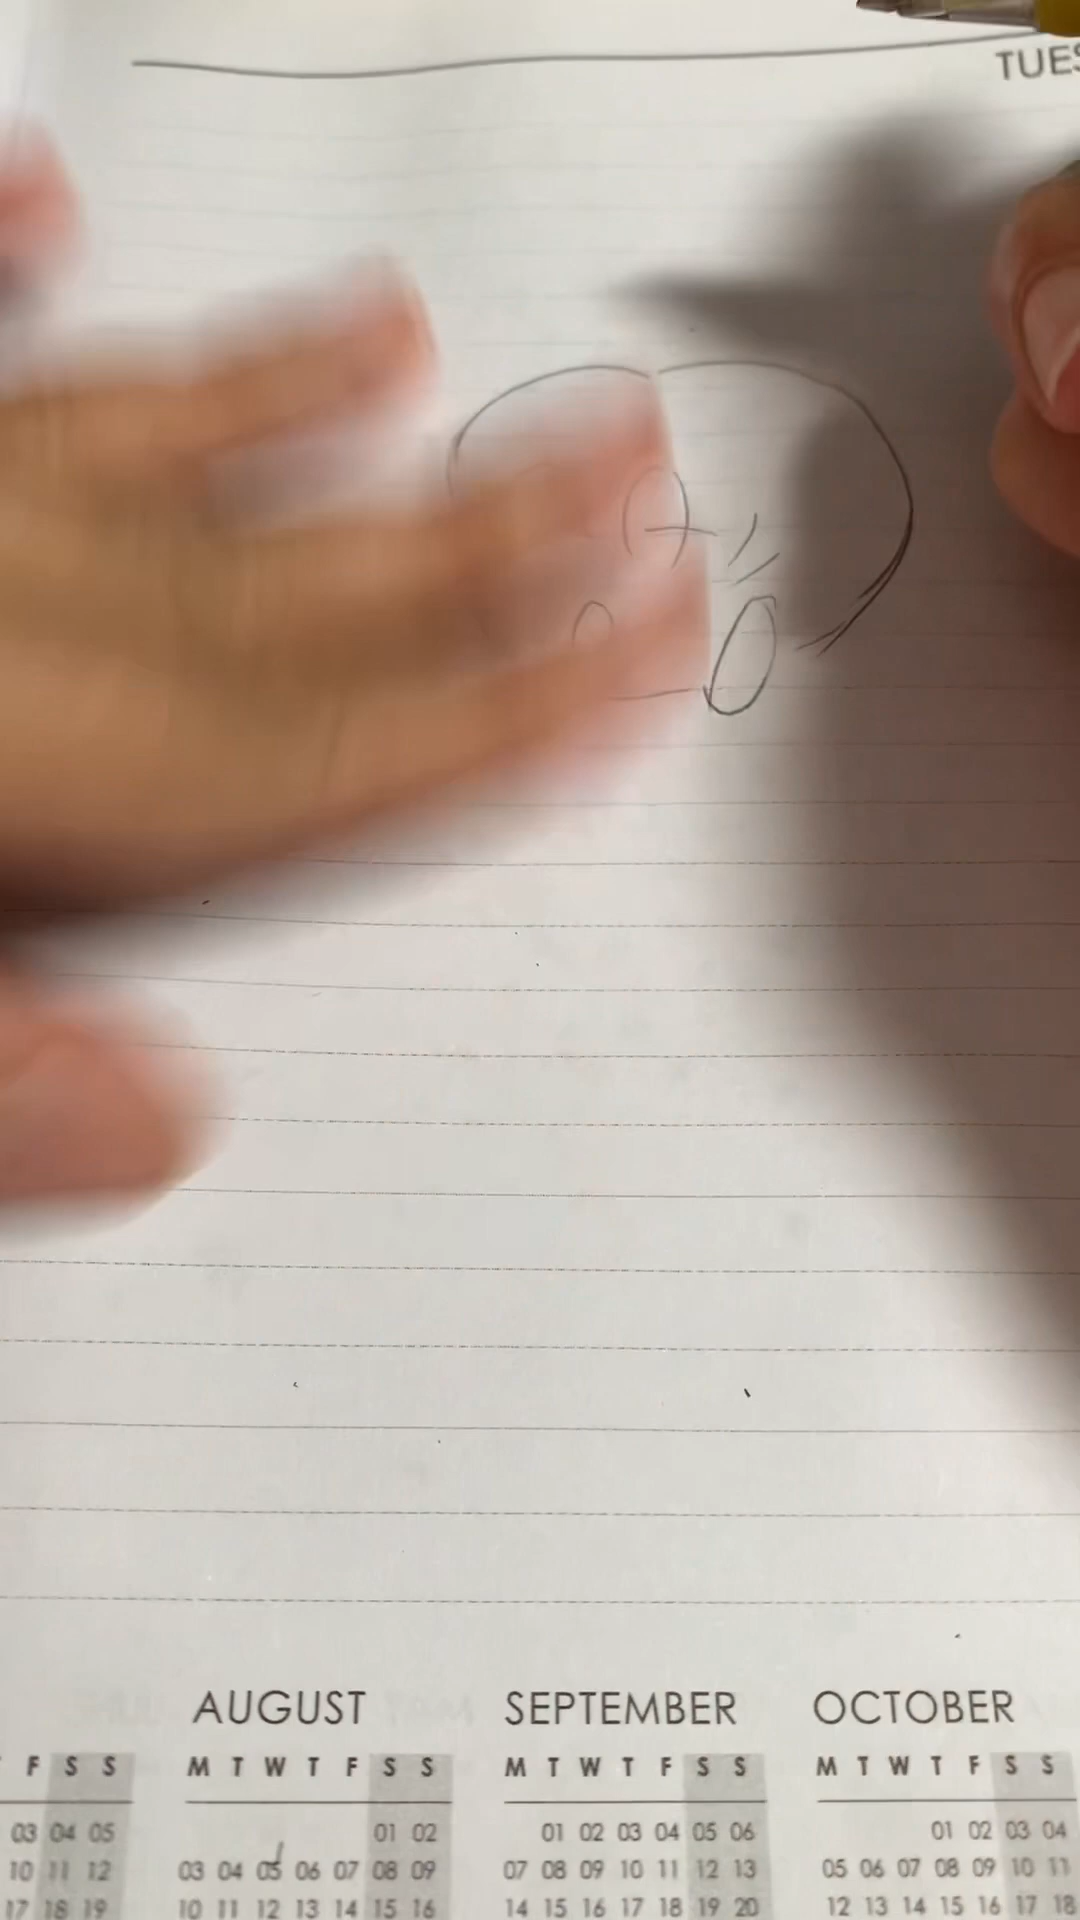 TUES
AUGUST SEPTEMBER OCTOBER
F S S M T W T F S S M T W T F S S M T W T F S S
03 04 05 01 02 01 02 03 04 05 06 01 02 03 04
10 11 12 03 04 05 06 07 08 09 07 08 09 10 11 12 13 05 06 07 08 09 10 11
17 18 19 10 11 12 13 14 15 16 14 15 16 17 18 19 20 12 13 14 15 16 17 18